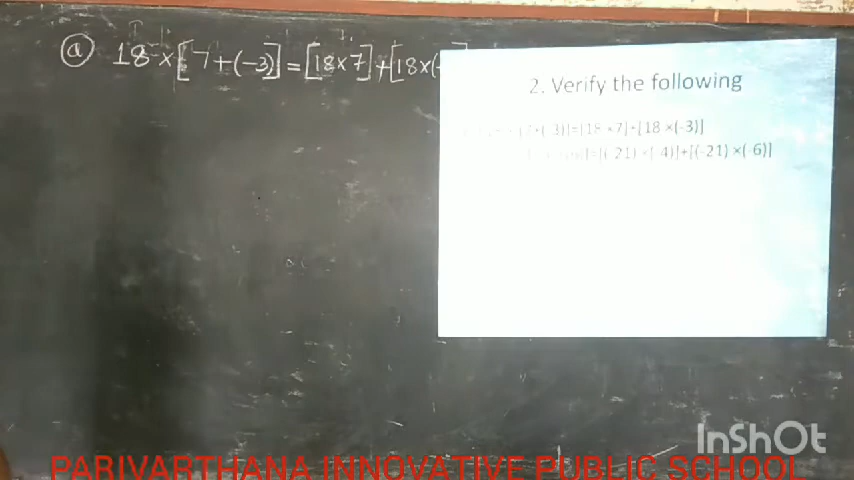 ⓐ 18 × [7 + (-3)] = [18 × 7] + [18 × (-
2. Verify the following
(-3)]=[18 ×7]+[18 ×(-3)]
=[(-21) × (-4)]+[(-21) ×(-6)]
InShOt
PARIVARTHANA INNOVATIVE PUBLIC SCHOOL